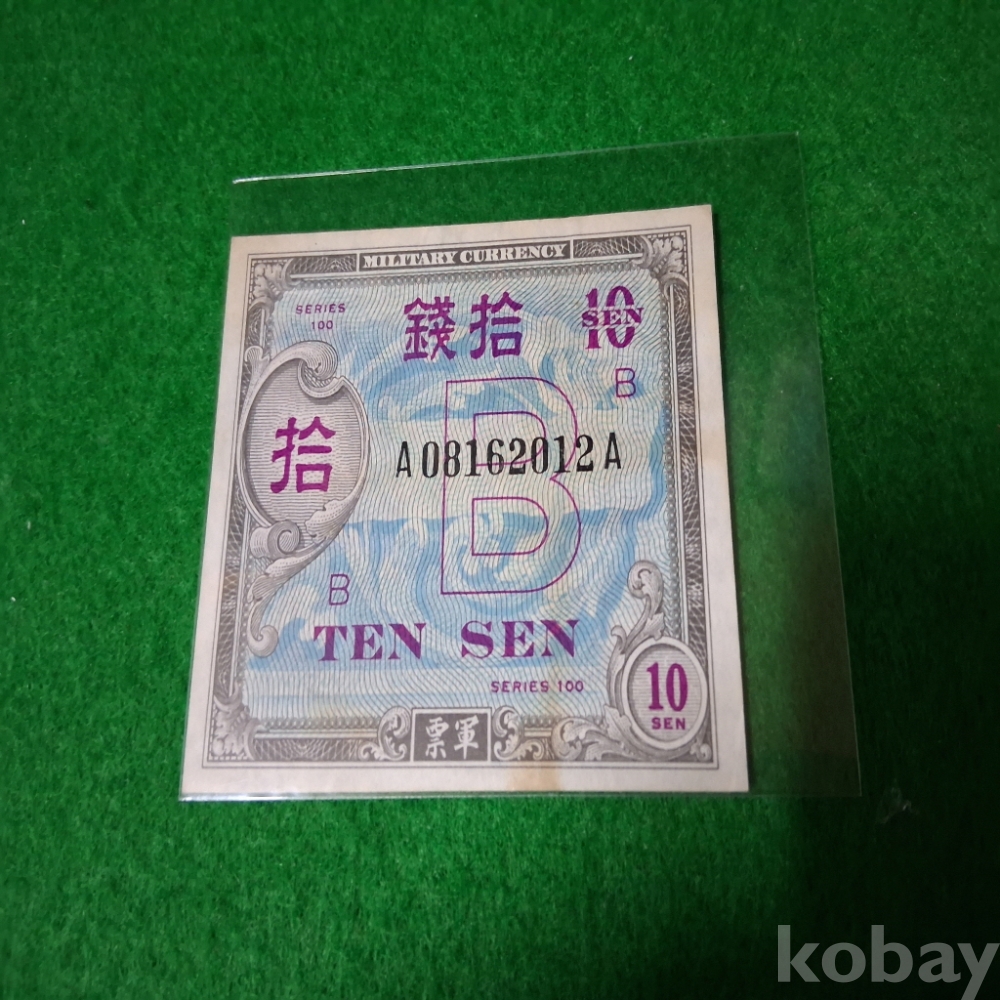 MILITARY CURRENCY
SERIES
100
錢拾
10
SEN
B
拾
A08162012A
B
B
TEN SEN
SERIES 100
10
SEN
票軍
kobay